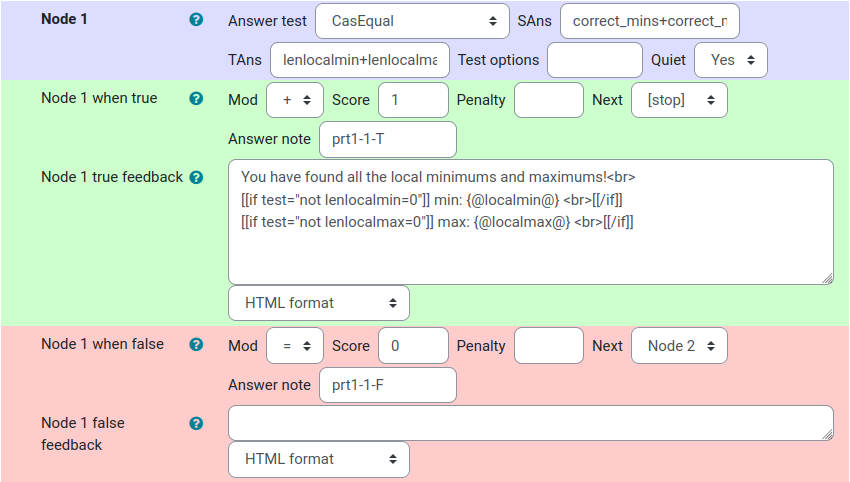 Node 1 ? Answer test CasEqual SAns correct_mins+correct_
TAns lenlocalmin+lenlocalma Test options Quiet Yes
Node 1 when true ? Mod + Score 1 Penalty Next [stop]
Answer note prt1-1-T
Node 1 true feedback ? You have found all the local minimums and maximums!<br>
[[if test="not lenlocalmin=0"]] min: {@localmin@} <br>[[/if]]
[[if test="not lenlocalmax=0"]] max: {@localmax@} <br>[[/if]]
HTML format
Node 1 when false ? Mod = Score 0 Penalty Next Node 2
Answer note prt1-1-F
Node 1 false ?
feedback
HTML format